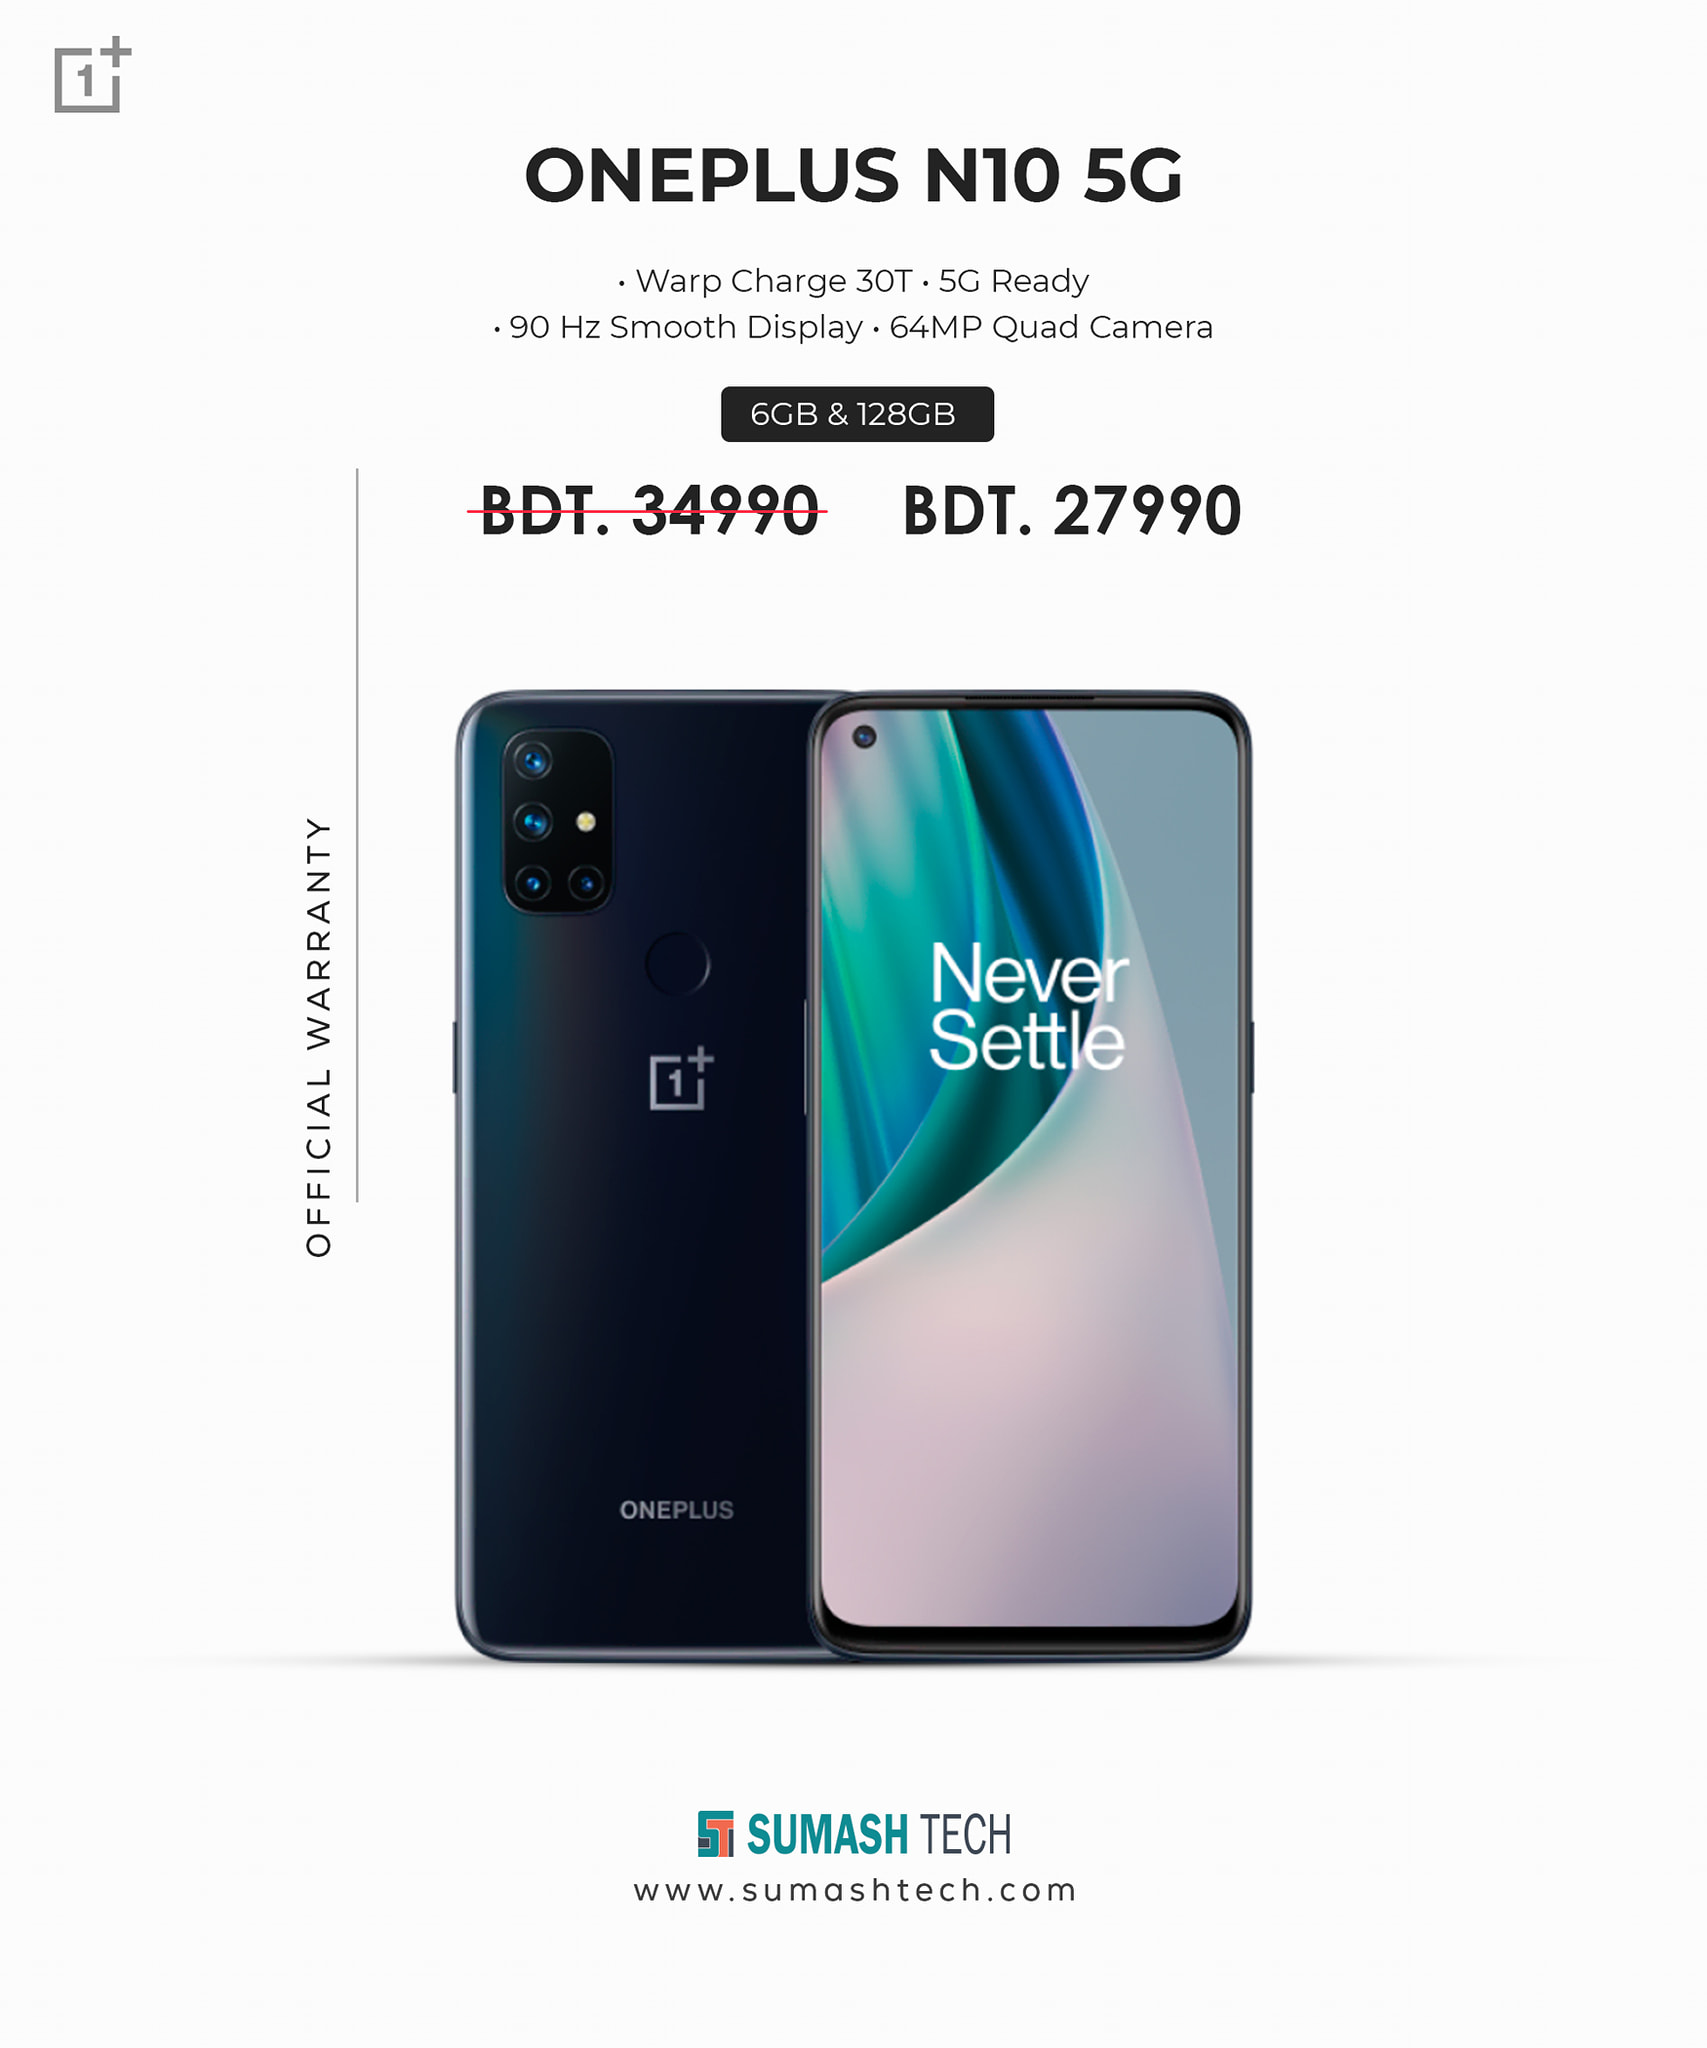 1+
ONEPLUS N10 5G
• Warp Charge 30T • 5G Ready
• 90 Hz Smooth Display • 64MP Quad Camera
6GB & 128GB
BDT. 34990 BDT. 27990
OFFICIAL WARRANTY
1+
ONEPLUS
Never
Settle
ST SUMASH TECH
www.sumashtech.com